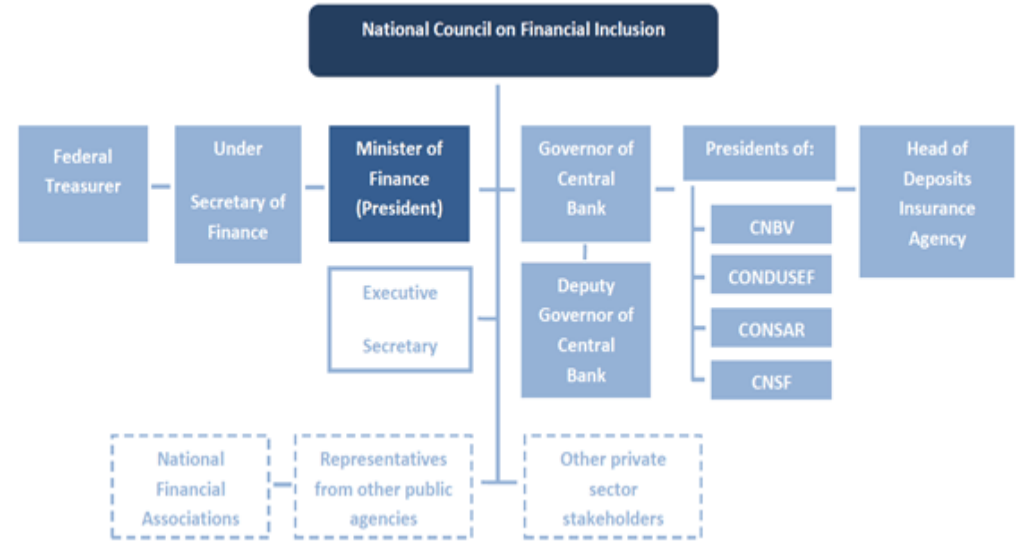 National Council on Financial Inclusion
Federal
Treasurer
Under
Secretary of
Finance
Minister of
Finance
(President)
Governor of
Central
Bank
Presidents of:
Head of
Deposits
Insurance
Agency
CNBV
CONDUSEF
CONSAR
CNSF
Executive
Secretary
Deputy
Governor of
Central
Bank
National
Financial
Associations
Representatives
from other public
agencies
Other private
sector
stakeholders